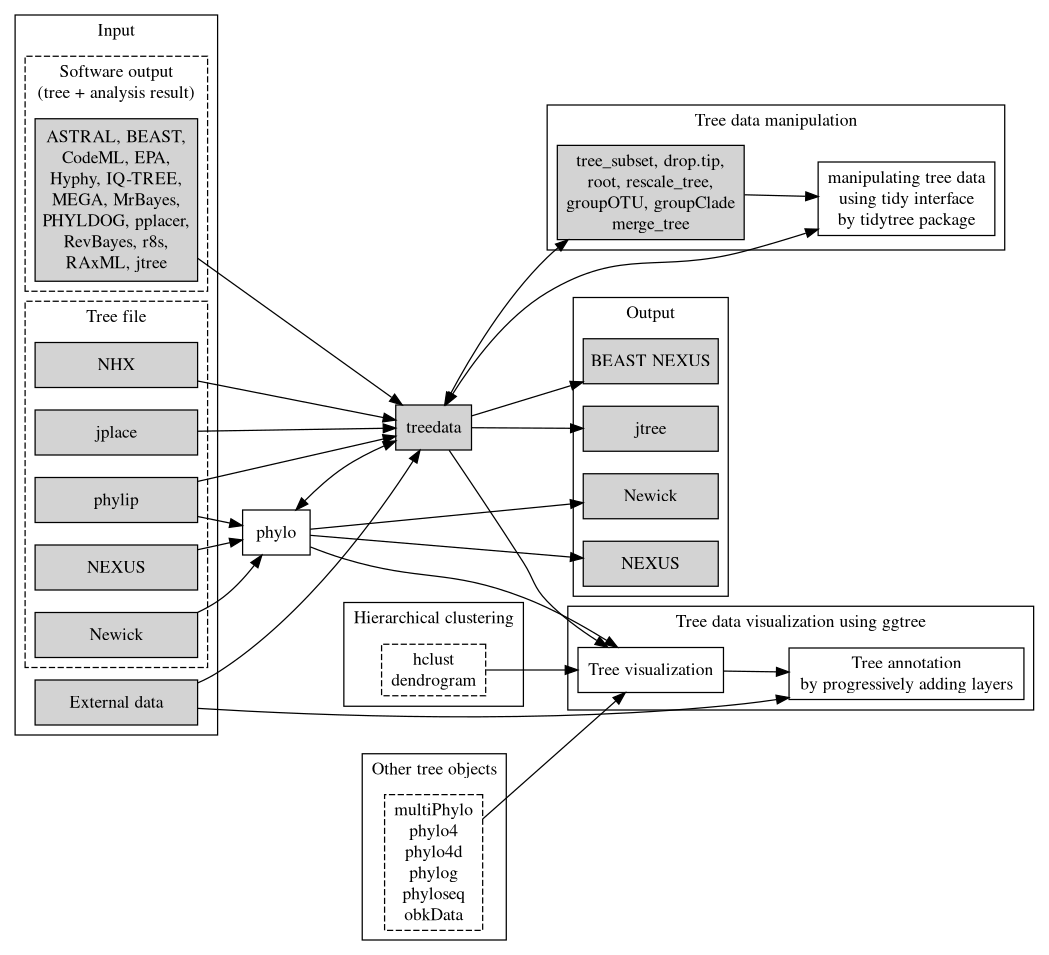 Input
Software output
(tree + analysis result)
ASTRAL, BEAST,
CodeML, EPA,
Hyphy, IQ-TREE,
MEGA, MrBayes,
PHYLDOG, pplacer,
RevBayes, r8s,
RAxML, jtree
Tree file
NHX
jplace
phylip
NEXUS
Newick
External data
phylo
treedata
Tree data manipulation
tree_subset, drop.tip,
root, rescale_tree,
groupOTU, groupClade
merge_tree
manipulating tree data
using tidy interface
by tidytree package
Output
BEAST NEXUS
jtree
Newick
NEXUS
Hierarchical clustering
hclust
dendrogram
Tree data visualization using ggtree
Tree visualization
Tree annotation
by progressively adding layers
Other tree objects
multiPhylo
phylo4
phylo4d
phylog
phyloseq
obkData